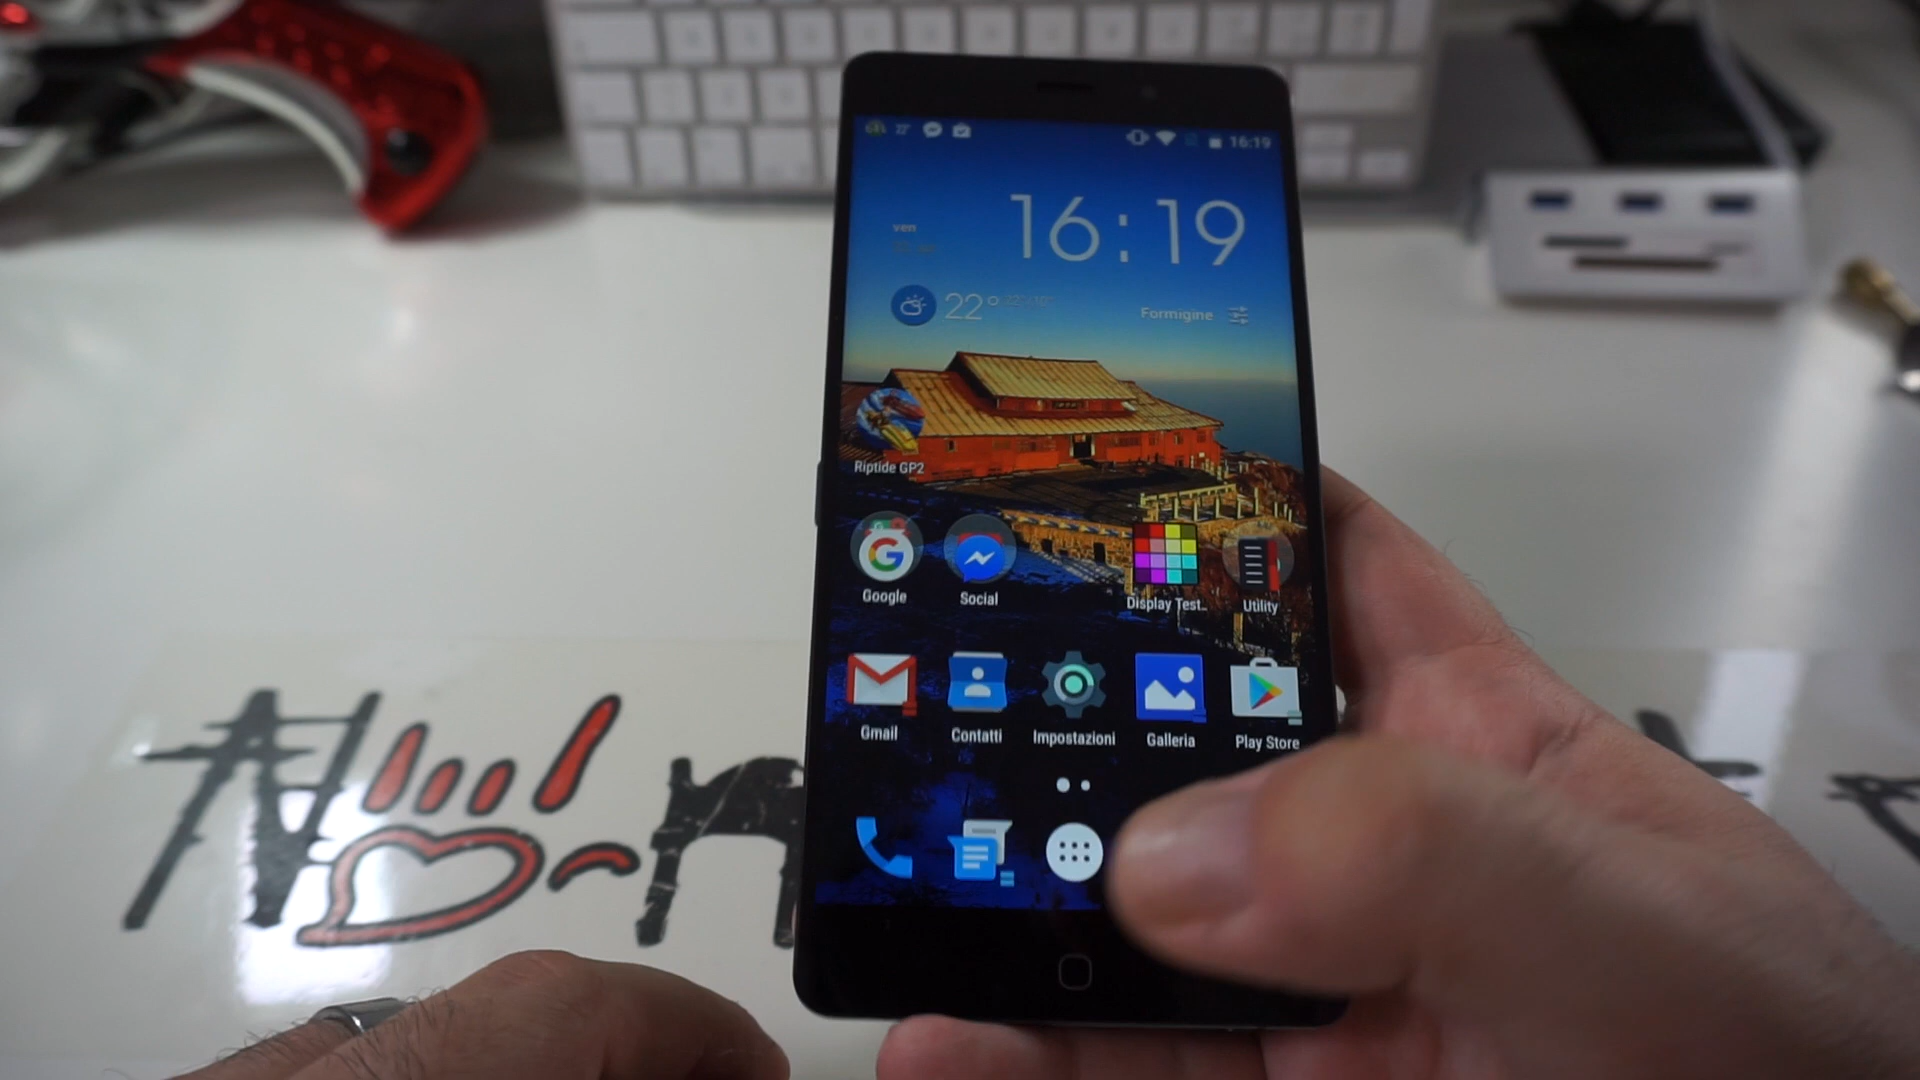 16:19
16:19
ven
22°
Formigine
Riptide GP2
Google
Social
Display Test..
Utility
Gmail
Contatti
Impostazioni
Galleria
Play Store